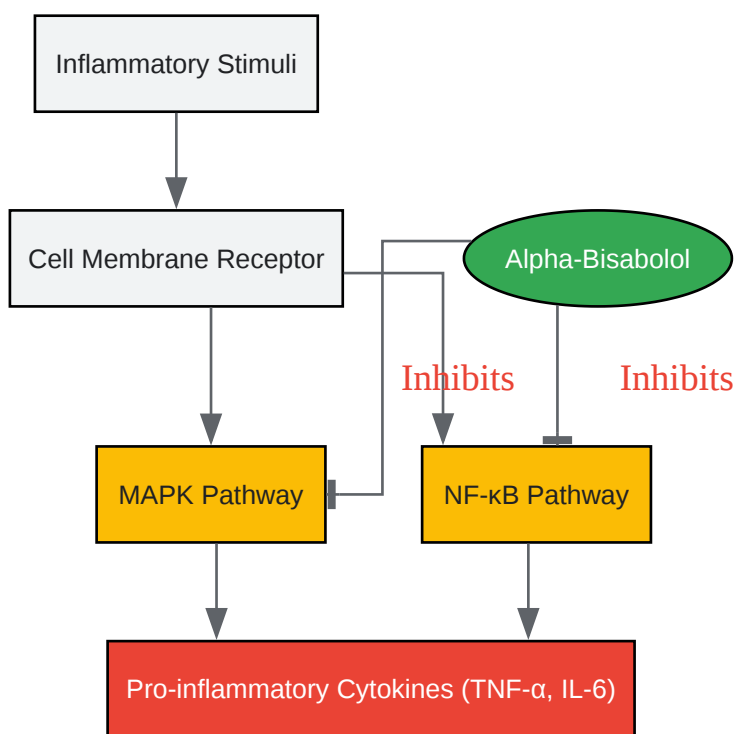 Inflammatory Stimuli
Cell Membrane Receptor
Alpha-Bisabolol
Inhibits
Inhibits
MAPK Pathway
NF-κB Pathway
Pro-inflammatory Cytokines (TNF-α, IL-6)